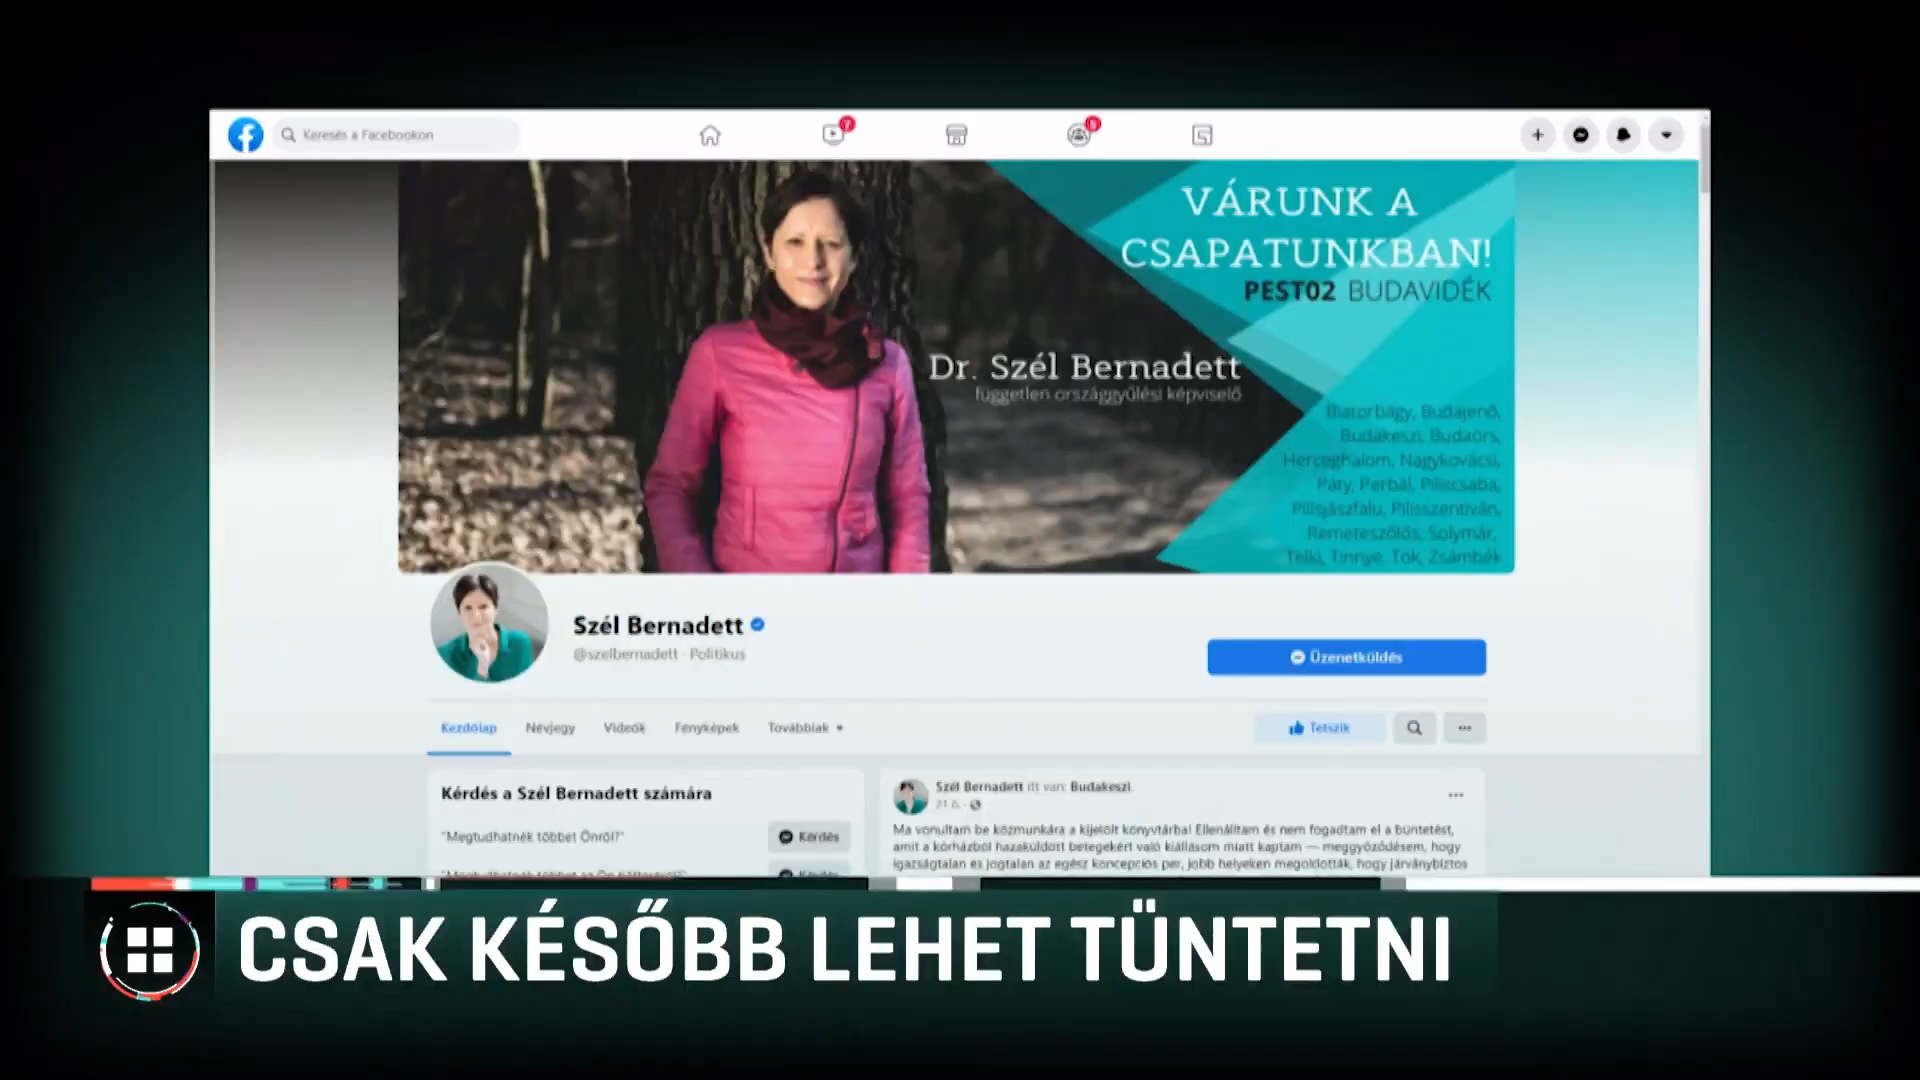 Keresés a Facebookon
7
VÁRUNK A
CSAPATUNKBAN!
PEST02 BUDAVIDÉK
Dr. Szél Bernadett
független országgyűlési képviselő
Biatorbágy, Budajenő,
Budakeszi, Budaörs,
Herceghalom, Nagykovácsi,
Páty, Perbál, Piliscsaba,
Pilisjászfalu, Pilisszentiván,
Remeteszőlős, Solymár,
Telki, Tinnye, Tök, Zsámbék
Szél Bernadett
@szelbernadett · Politikus
Üzenetküldés
Kezdőlap Névjegy Videók Fényképek Továbbiak
Tetszik
Kérdés a Szél Bernadett számára
"Megtudhatnék többet Önről?"
Kérdés
Szél Bernadett itt van: Budakeszi.
21 ó.
Ma vonultam be közmunkára a kijelölt könyvtárba! Ellenálltam és nem fogadtam el a büntetést,
amit a kórházból hazaküldött betegekért való kiállásom miatt kaptam — meggyőződésem, hogy
igazságtalan és jogtalan az egész koncepciós per, jobb helyeken megoldották, hogy járványbiztos
CSAK KÉSŐBB LEHET TÜNTETNI